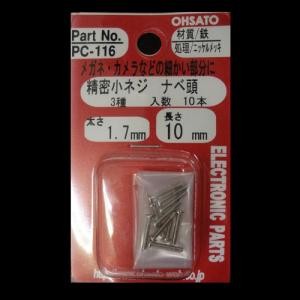 Part No.
PC-116
OHSATO
材質/鉄
処理/ニッケルメッキ
メガネ・カメラなどの細かい部分に
精密小ネジ ナベ頭
3種 入数 10本
太さ
1.7mm
長さ
10mm
ELECTRONIC PARTS